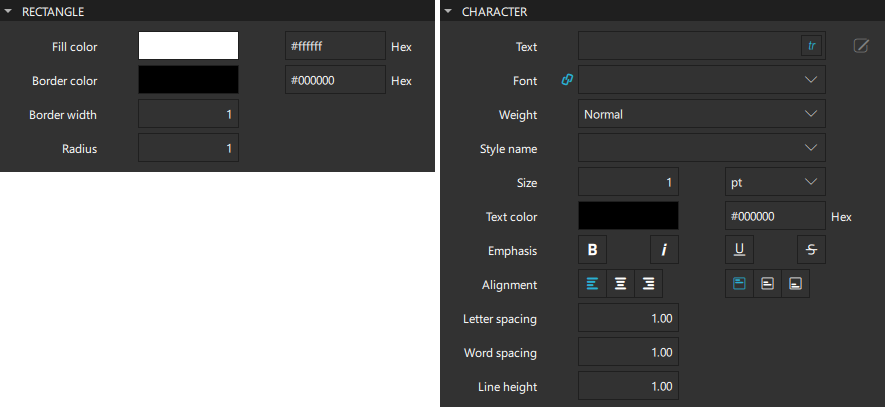 RECTANGLE
Fill color #ffffff Hex
Border color #000000 Hex
Border width 1
Radius 1
CHARACTER
Text tr
Font
Weight Normal
Style name
Size 1 pt
Text color #000000 Hex
Emphasis B i U S
Alignment
Letter spacing 1.00
Word spacing 1.00
Line height 1.00